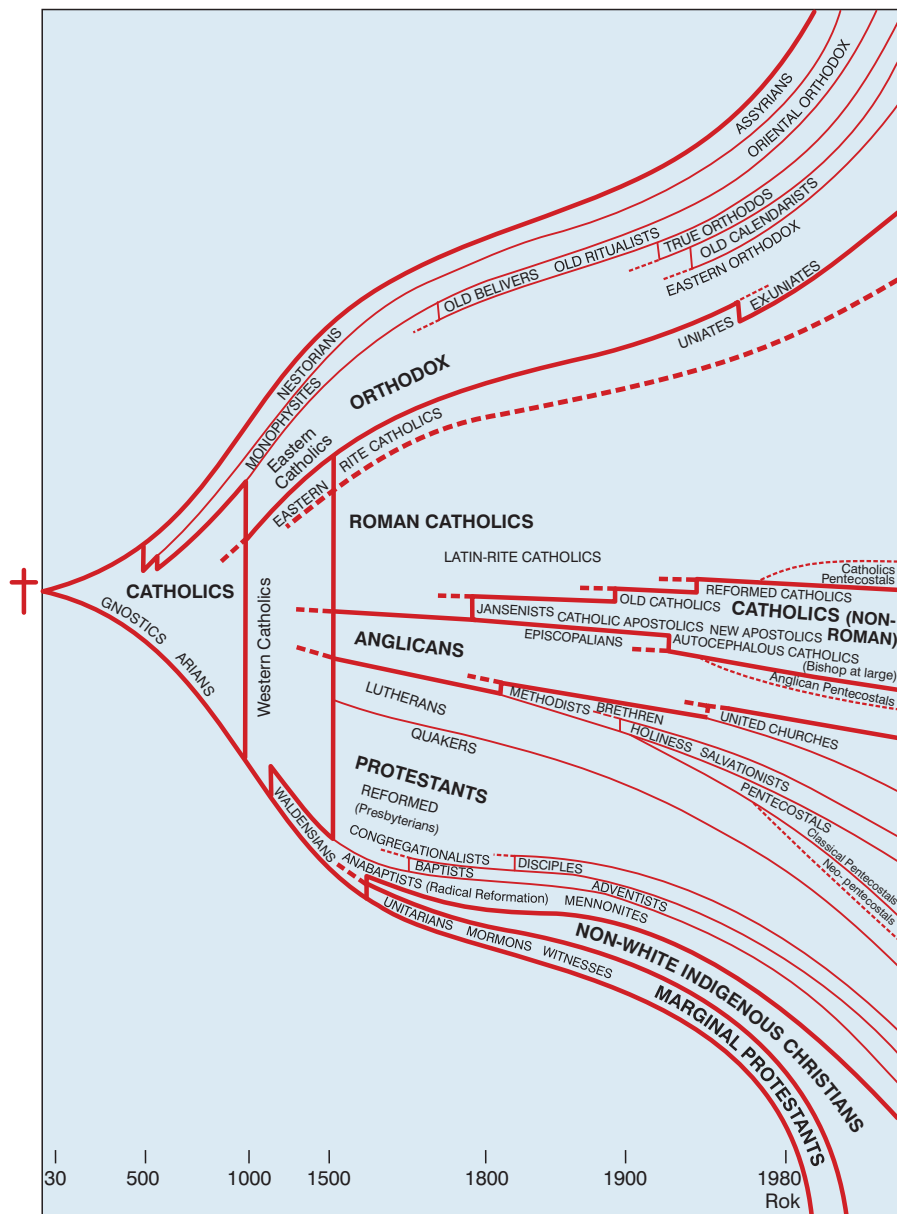 ASSYRIANS
ORIENTAL ORTHODOX
NESTORIANS
MONOPHYSITES
OLD BELIVERS
OLD RITUALISTS
TRUE ORTHODOS
OLD CALENDARISTS
EASTERN ORTHODOX
UNIATES
EX-UNIATES
ORTHODOX
Eastern
Catholics
EASTERN
RITE CATHOLICS
ROMAN CATHOLICS
LATIN-RITE CATHOLICS
Catholics
Pentecostals
CATHOLICS
GNOSTICS
ARIANS
Western Catholics
REFORMED CATHOLICS
OLD CATHOLICS
CATHOLICS (NON-
ROMAN)
JANSENISTS
CATHOLIC APOSTOLICS
NEW APOSTOLICS
EPISCOPALIANS
AUTOCEPHALOUS CATHOLICS
(Bishop at large)
ANGLICANS
Anglican Pentecostals
LUTHERANS
METHODISTS
BRETHREN
UNITED CHURCHES
QUAKERS
HOLINESS
SALVATIONISTS
PROTESTANTS
PENTECOSTALS
REFORMED
(Presbyterians)
Classical Pentecostals
Neo- pentecostals
WALDENSIANS
CONGREGATIONALISTS
DISCIPLES
BAPTISTS
ADVENTISTS
ANABAPTISTS (Radical Reformation)
MENNONITES
UNITARIANS
MORMONS
WITNESSES
NON-WHITE INDIGENOUS CHRISTIANS
MARGINAL PROTESTANTS
30 500 1000 1500 1800 1900 1980
Rok